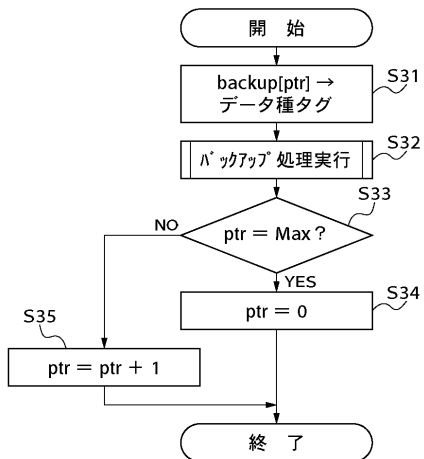 開 始
backup[ptr] →
データ種タグ
S31
バックアップ処理実行
S32
S33
ptr = Max ?
NO
YES
ptr = 0
S34
S35
ptr = ptr + 1
終 了